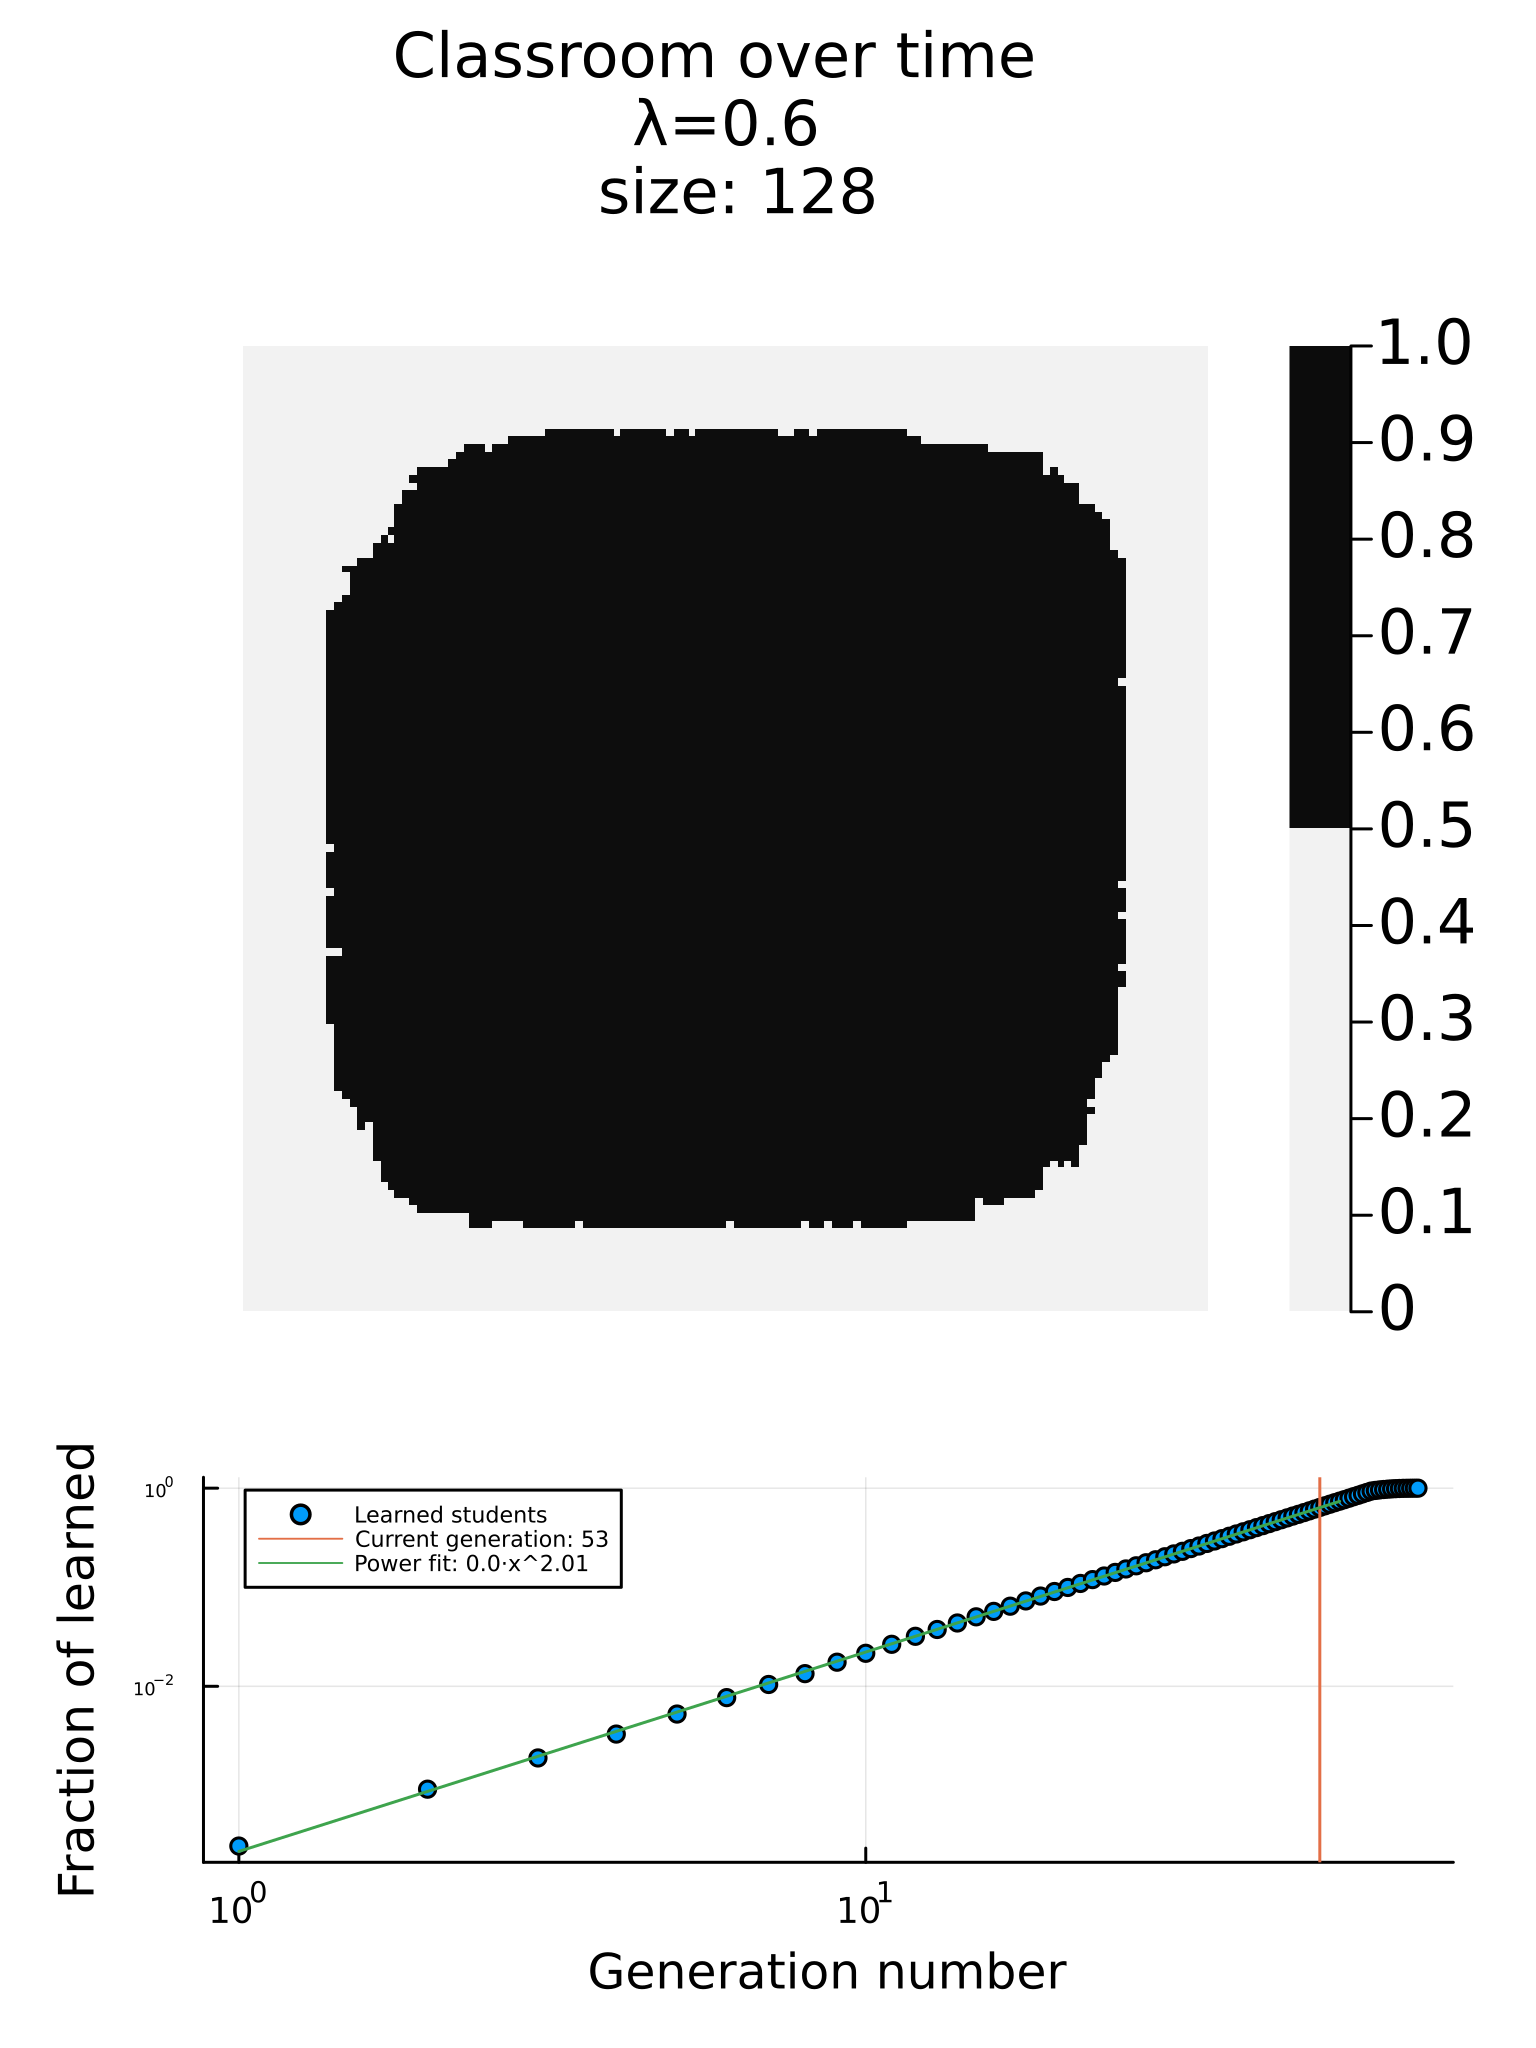 Classroom over time
λ=0.6
size: 128
1.0
0.9
0.8
0.7
0.6
0.5
0.4
0.3
0.2
0.1
0
Fraction of learned
10^0
10^-2
Learned students
Current generation: 53
Power fit: 0.0·x^2.01
10^0
10^1
Generation number